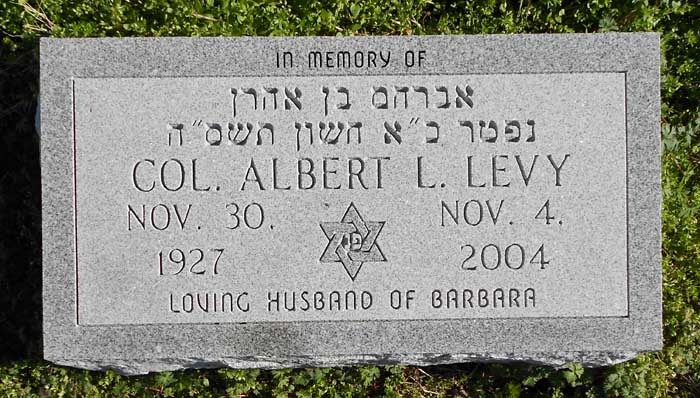 IN MEMORY OF
אברהם בן אהרן
נפטר כ״א חשון תשס״ה
COL. ALBERT L. LEVY
NOV. 30. NOV. 4.
1927 פנ 2004
LOVING HUSBAND OF BARBARA